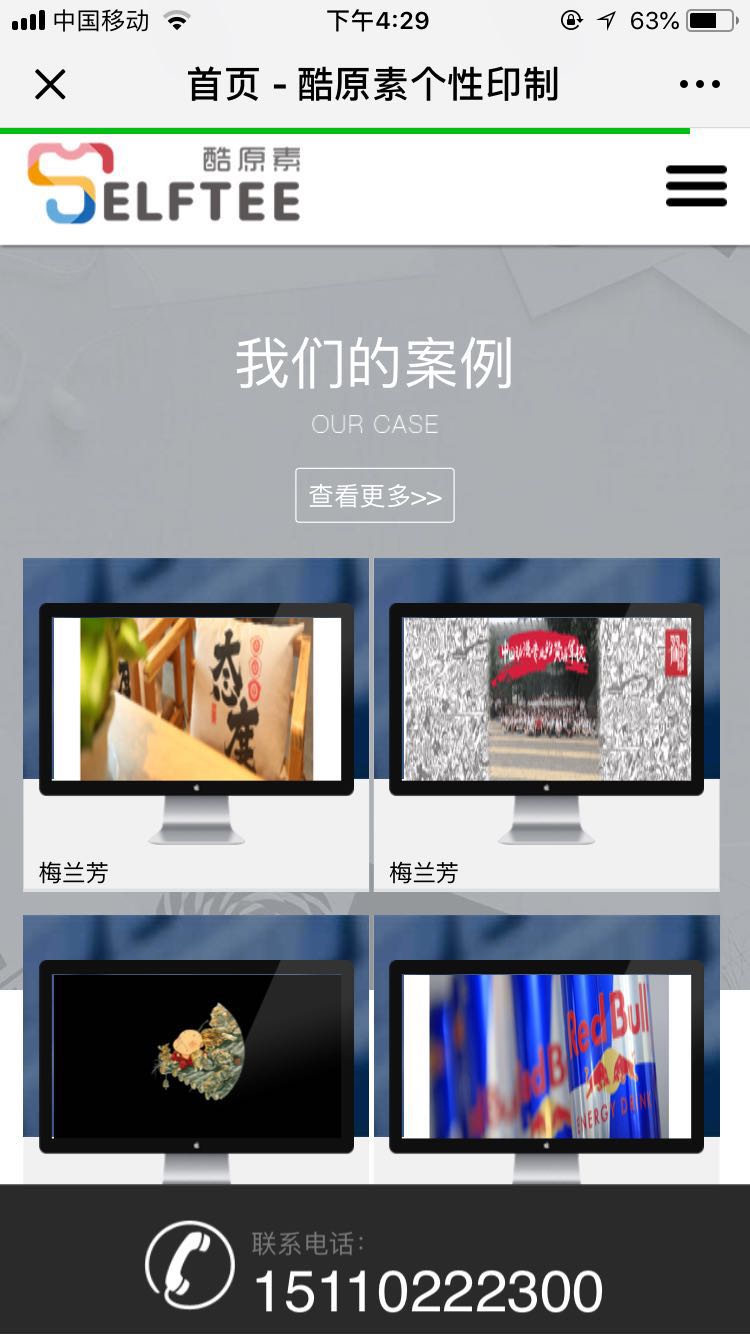 中国移动
下午4:29
63%
首页 - 酷原素个性印制
酷原素
SELFTEE
我们的案例
OUR CASE
查看更多>>
态度
梅兰芳
梅兰芳
Red Bull
ENERGY DRINK
联系电话：
15110222300